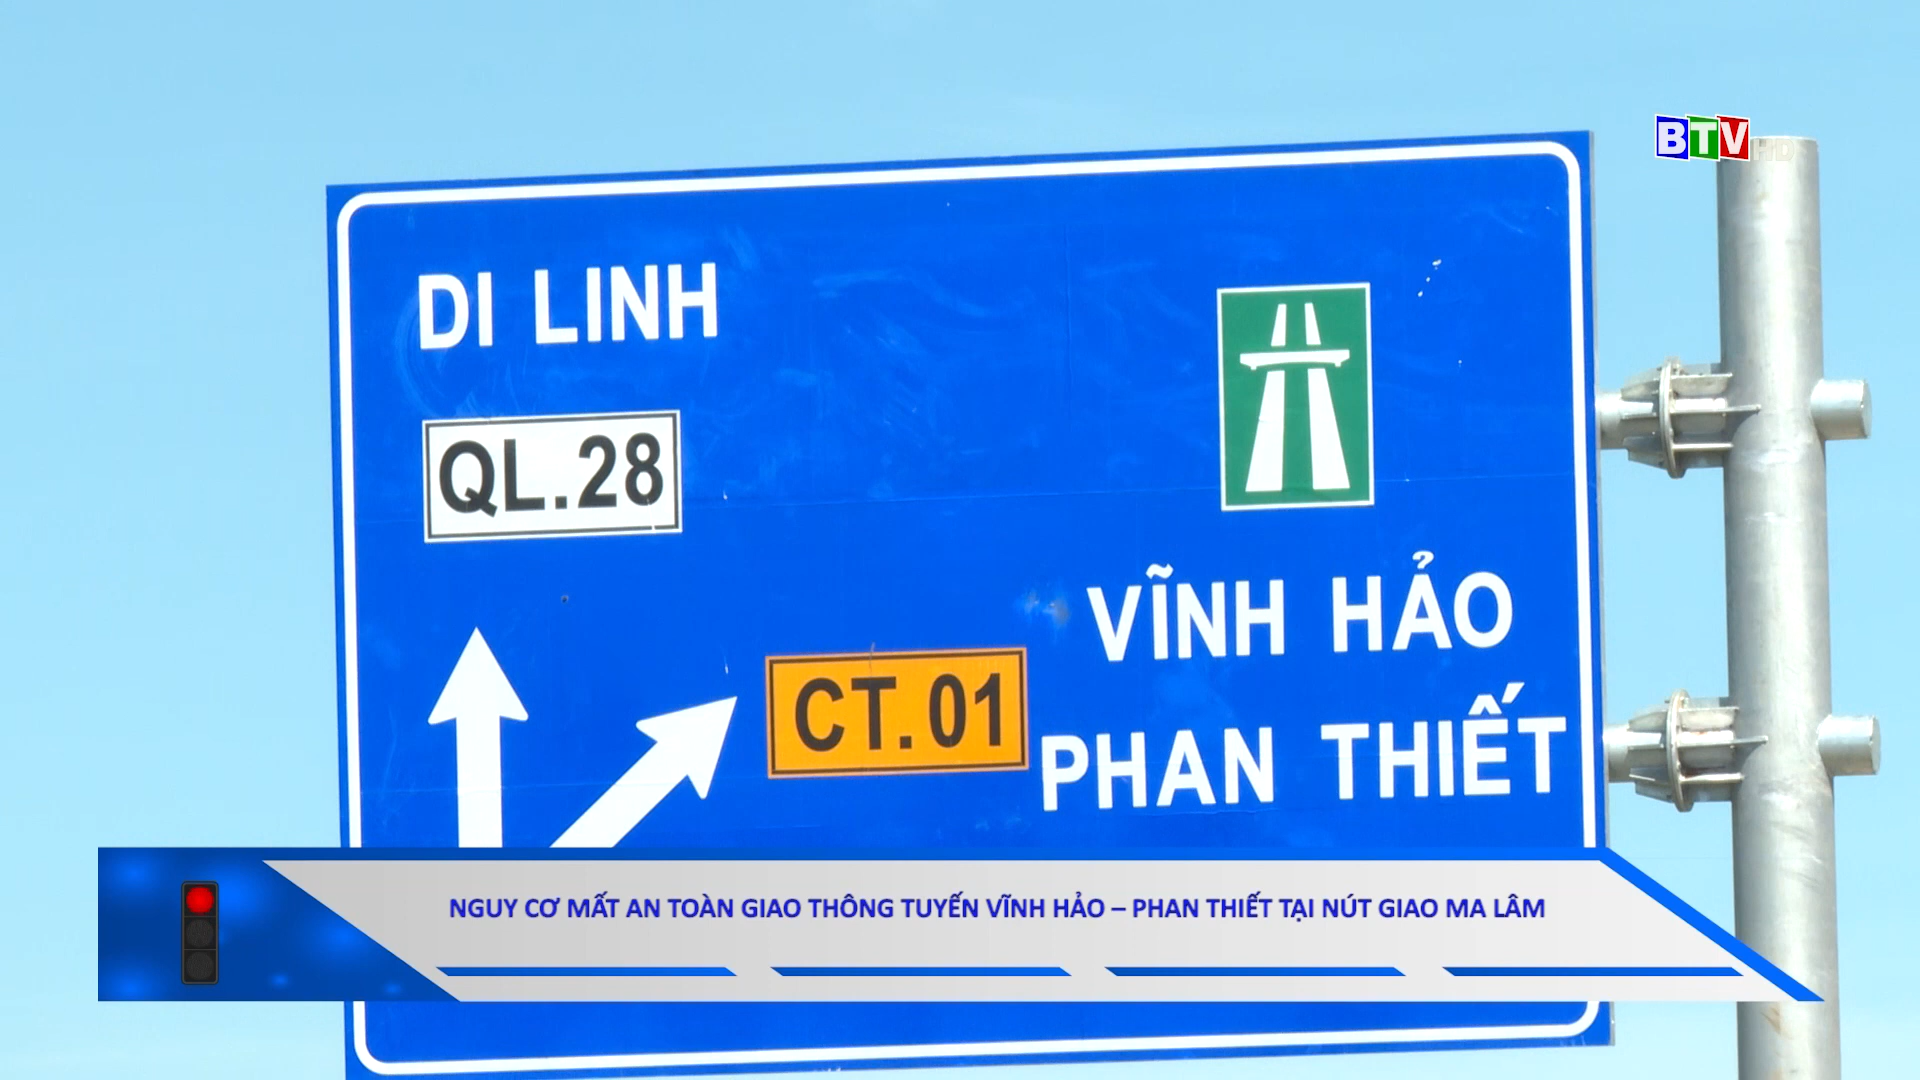 BTV HD
DI LINH
QL.28
VĨNH HẢO
CT.01
PHAN THIẾT
NGUY CƠ MẤT AN TOÀN GIAO THÔNG TUYẾN VĨNH HẢO – PHAN THIẾT TẠI NÚT GIAO MA LÂM